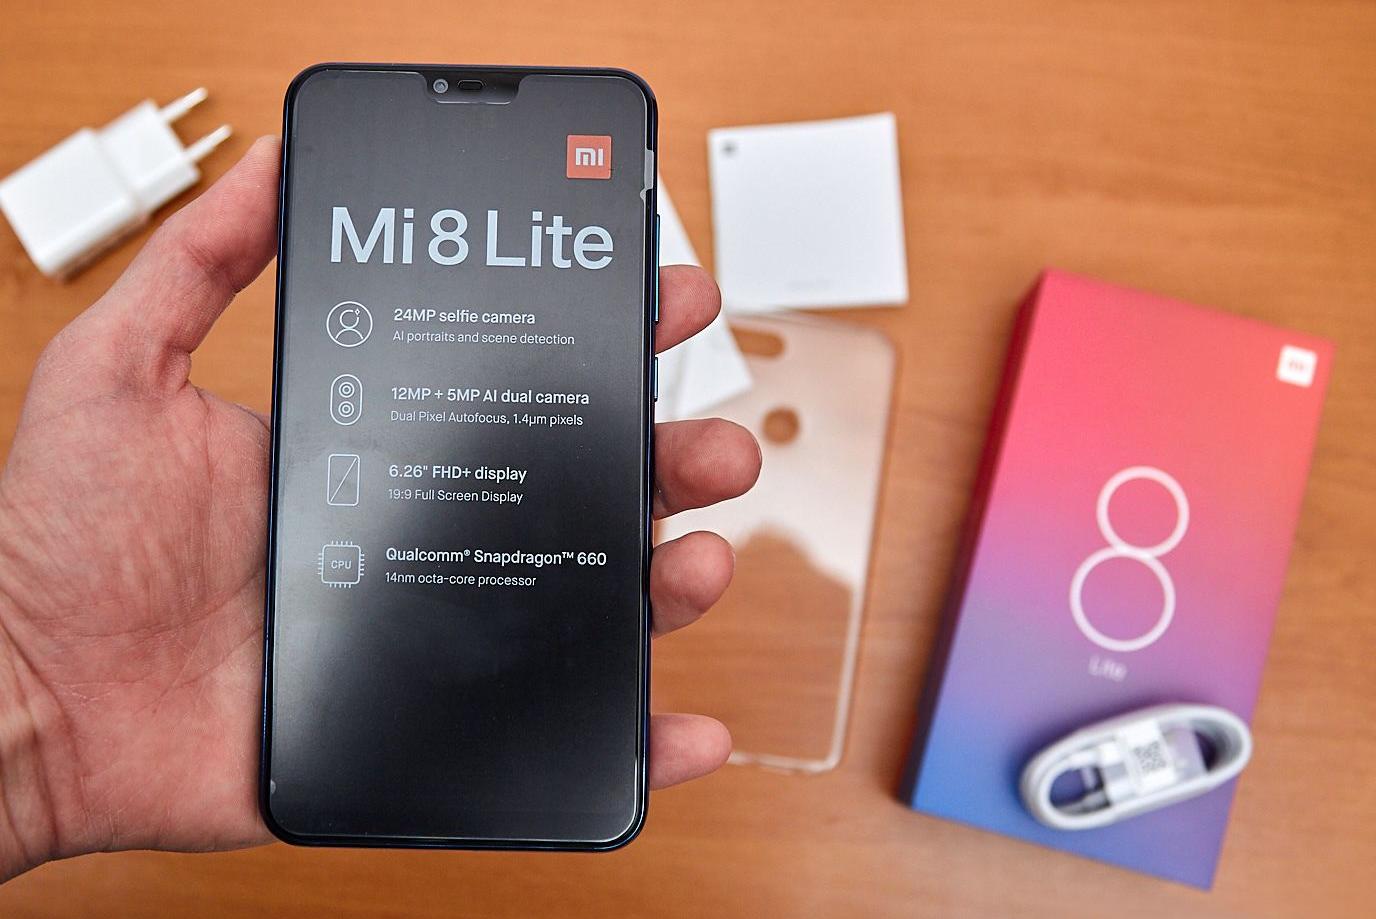 mi
Mi 8 Lite
24MP selfie camera
AI portraits and scene detection
12MP + 5MP AI dual camera
Dual Pixel Autofocus, 1.4μm pixels
6.26" FHD+ display
19:9 Full Screen Display
CPU
Qualcomm® Snapdragon™ 660
14nm octa-core processor
mi
8
Lite